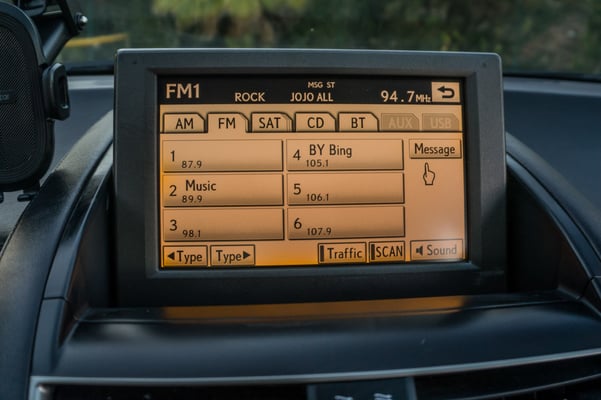 FM1 ROCK MSG ST JOJO ALL 94.7MHz
AM FM SAT CD BT AUX USB
1 87.9
4 BY Bing 105.1
Message
2 Music 89.9
5 106.1
3 98.1
6 107.9
◀Type Type▶ Traffic SCAN Sound